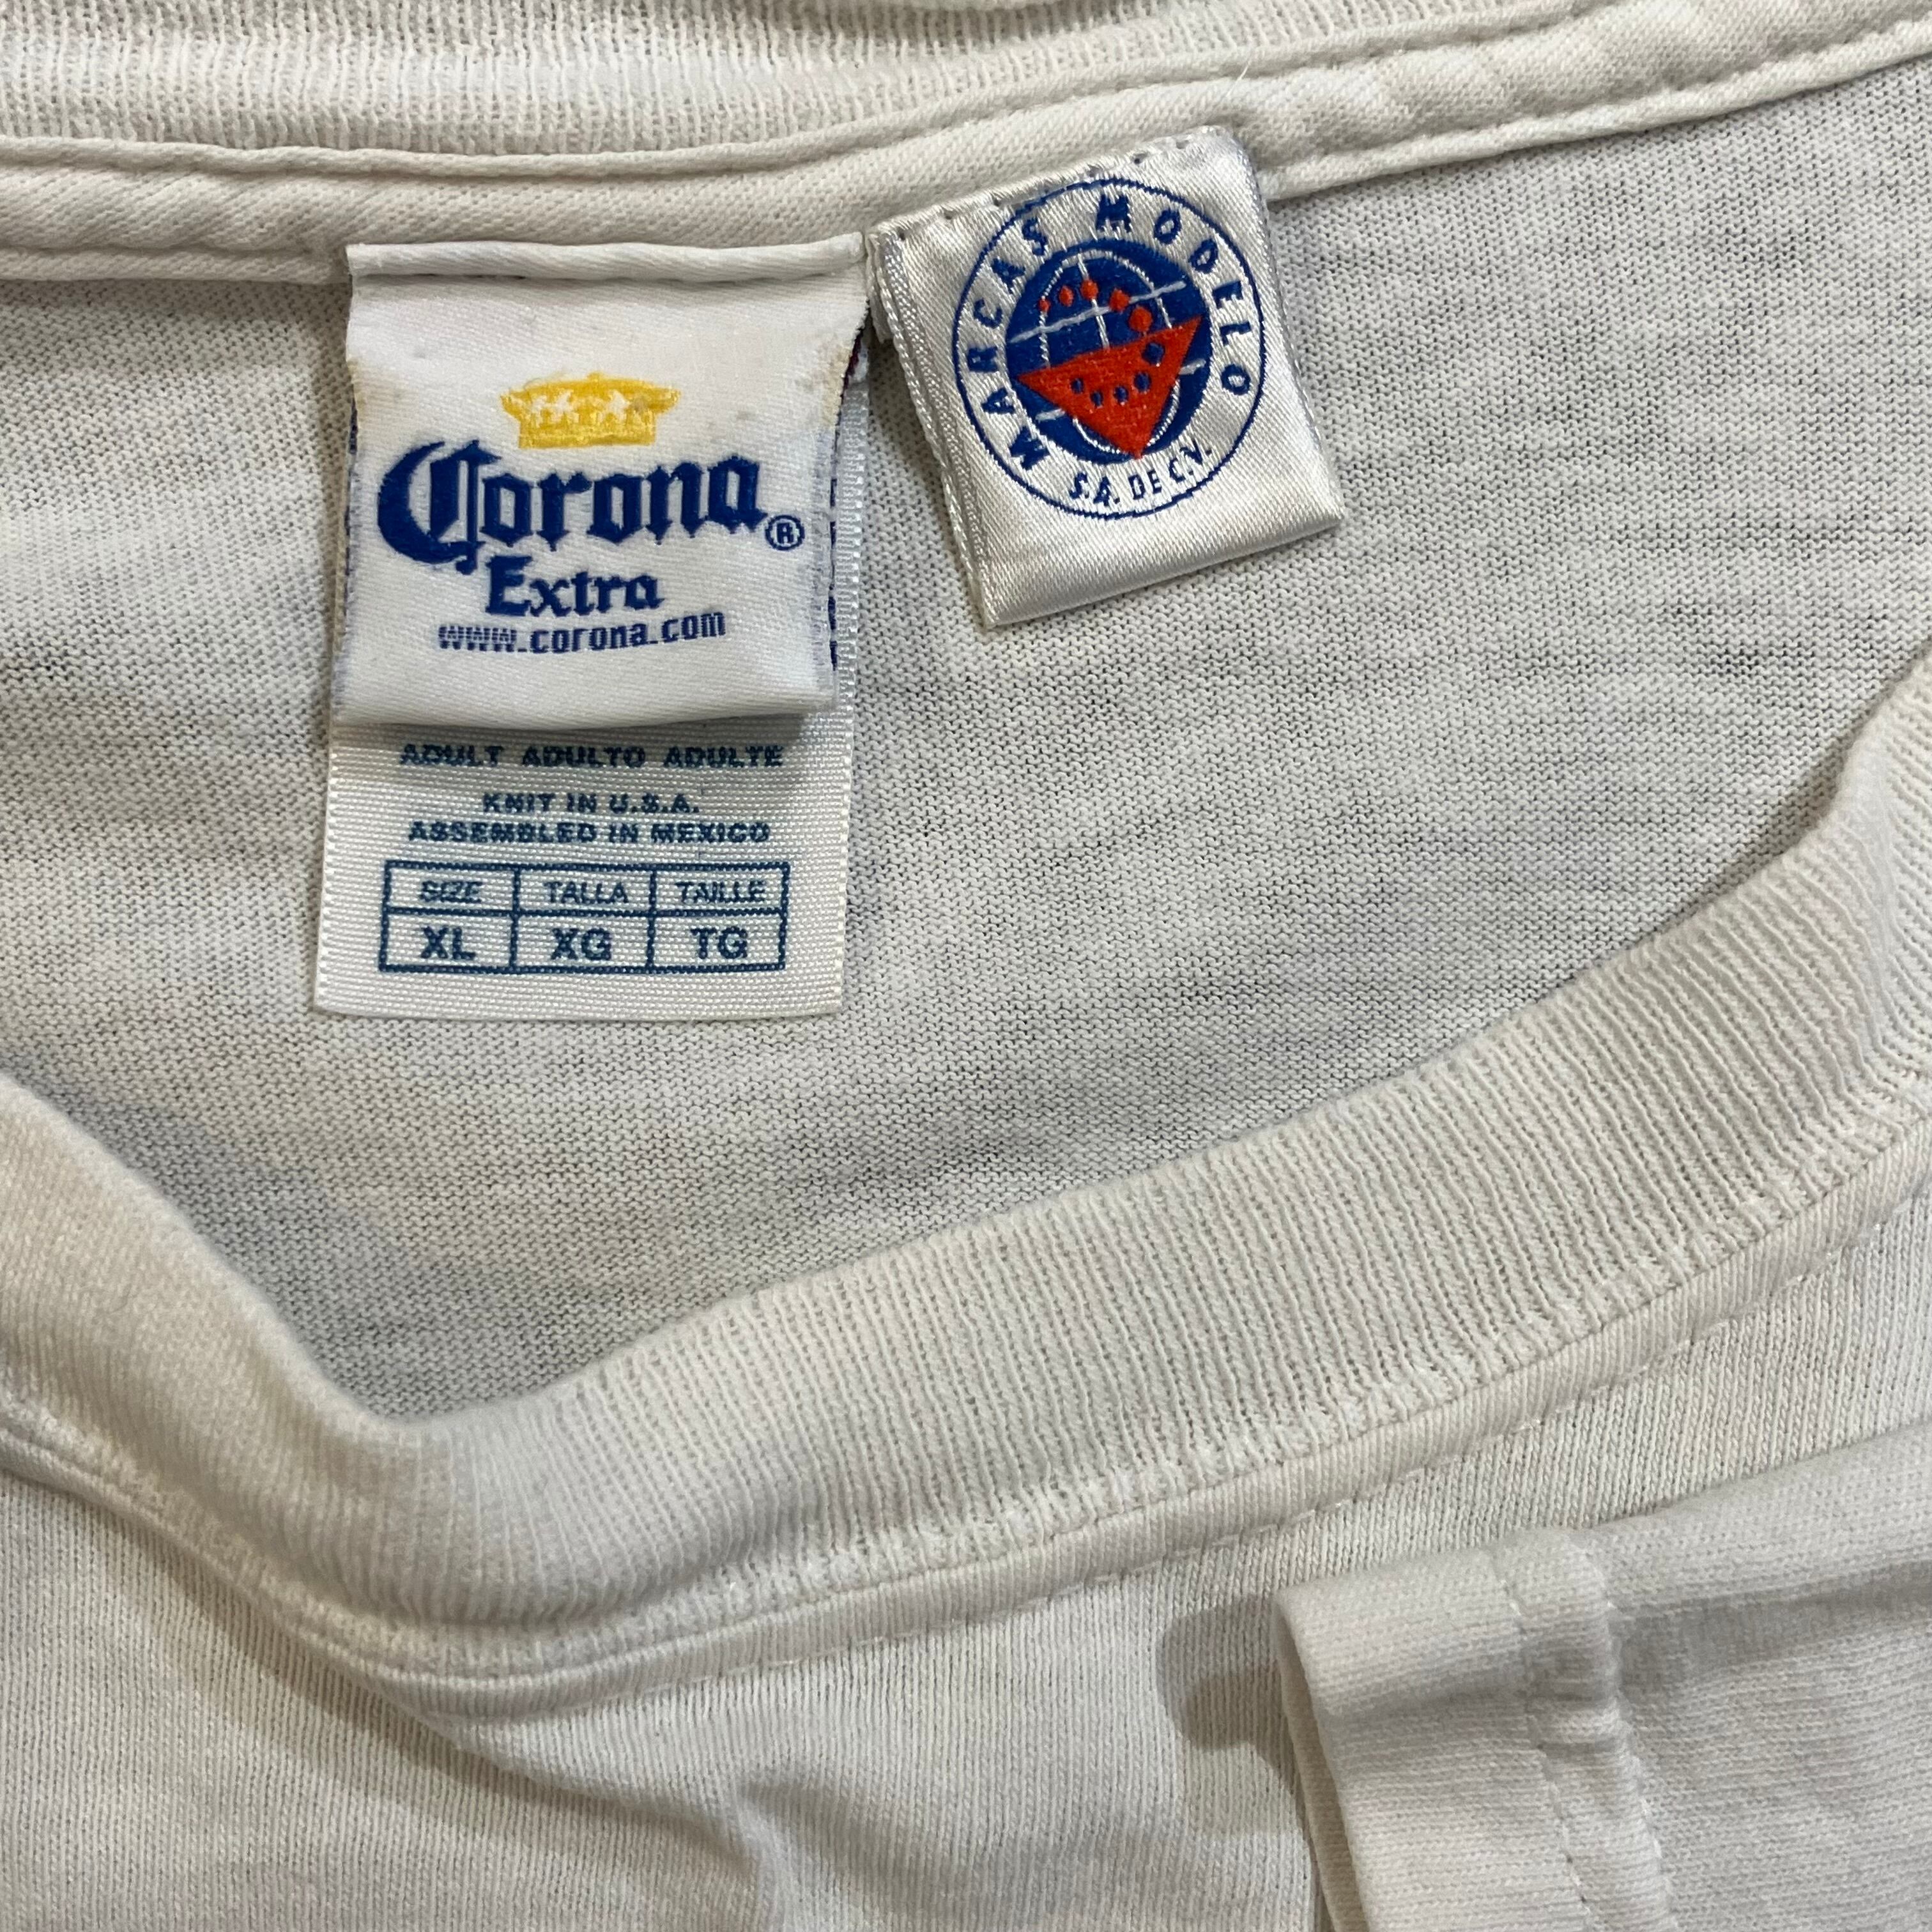 Corona®
Extra
www.corona.com
ADULT ADULTO ADULTE
KNIT IN U.S.A.
ASSEMBLED IN MEXICO
SIZE TALLA TAILLE
XL XG TG
MARCAS MODELO
S.A. DE C.V.